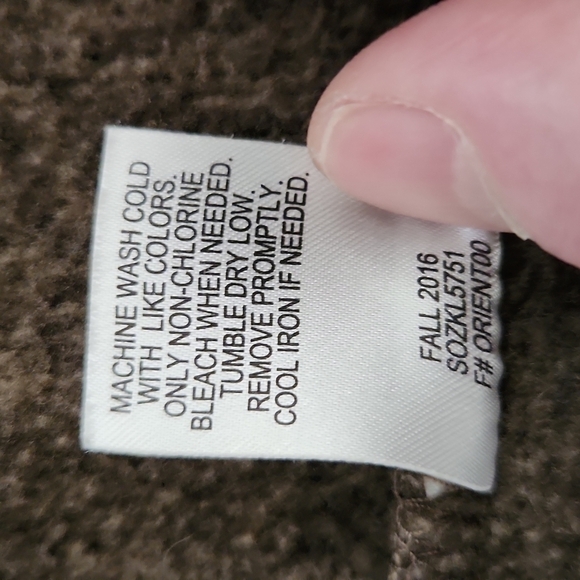 MACHINE WASH COLD
WITH LIKE COLORS.
ONLY NON-CHLORINE
BLEACH WHEN NEEDED.
TUMBLE DRY LOW.
REMOVE PROMPTLY.
COOL IRON IF NEEDED.
FALL 2016
SOZKL5751
F# ORIENT00